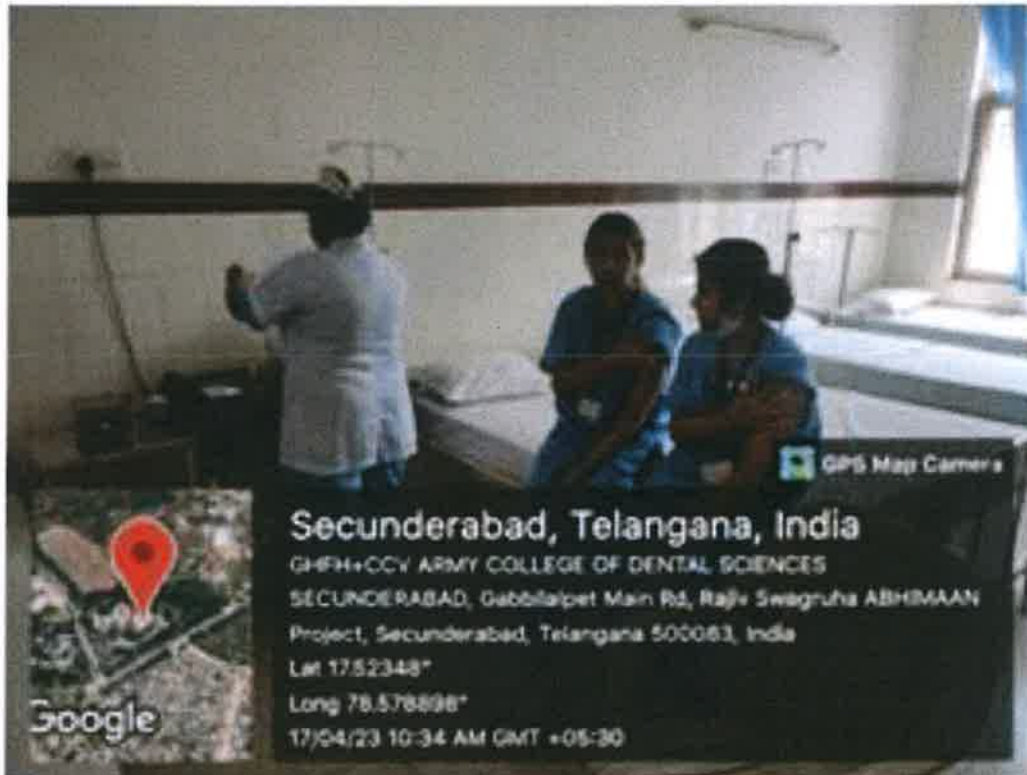 GPS Map Camera
Secunderabad, Telangana, India
GHFH+CCV ARMY COLLEGE OF DENTAL SCIENCES
SECUNDERABAD, Gabbilalpet Main Rd, Rajiv Swagruha ABHIMAAN
Project, Secunderabad, Telangana 500083, India
Lat 17.52348°
Long 78.578898°
17/04/23 10:34 AM GMT +05:30
Google